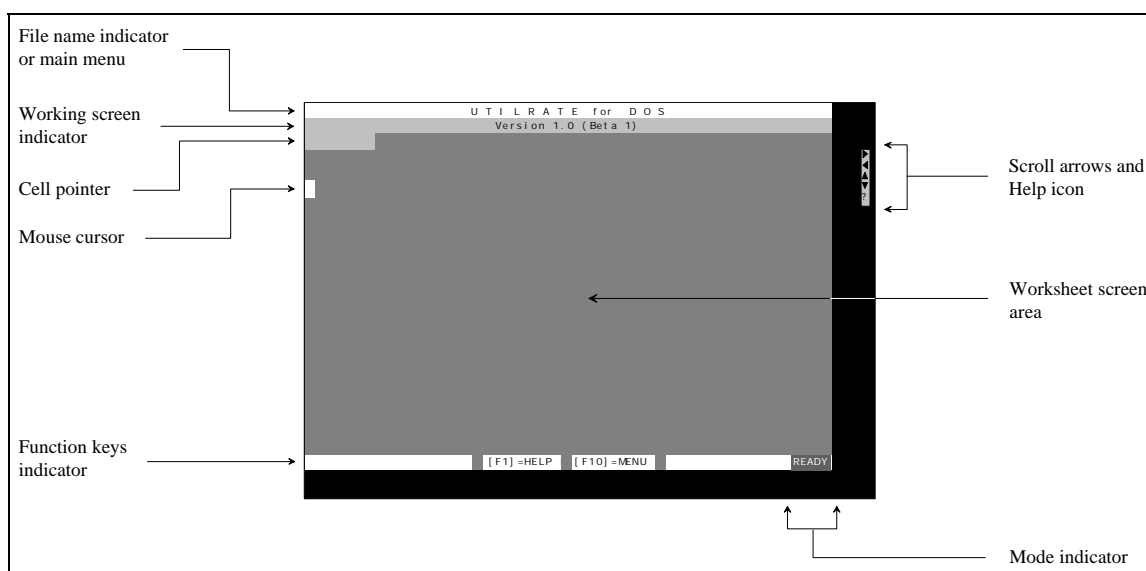 File name indicator
or main menu
Working screen
indicator
Cell pointer
Mouse cursor
Function keys
indicator
UTILRATE for DOS
Version 1.0 (Beta 1)
?
[F1]=HELP [F10]=MENU READY
Scroll arrows and
Help icon
Worksheet screen
area
Mode indicator